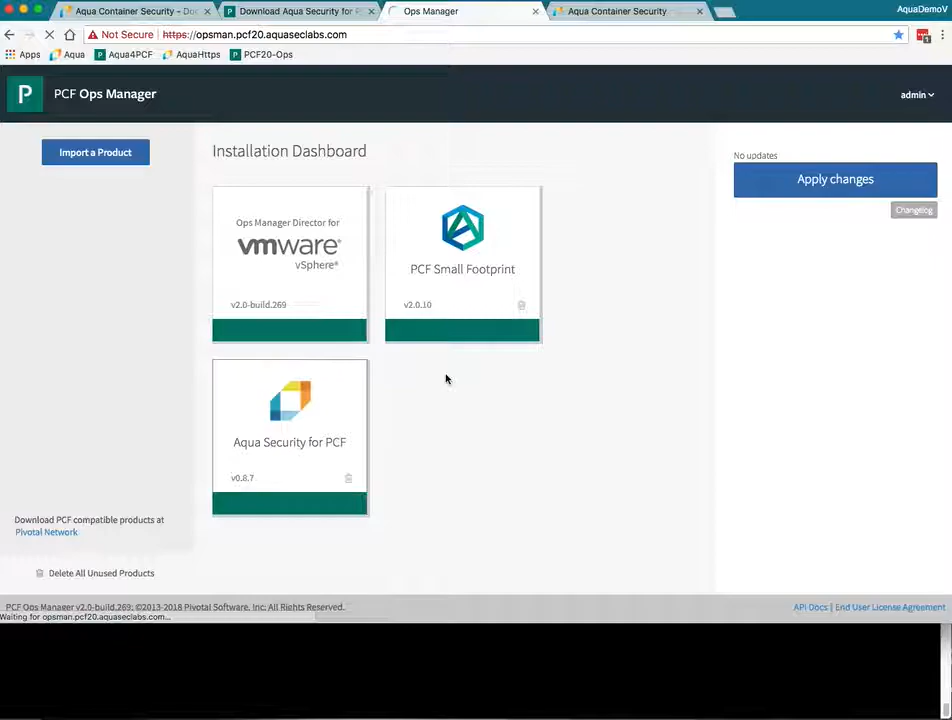 Aqua Container Security – Doc
Download Aqua Security for P
Ops Manager
Aqua Container Security
AquaDemoV
Not Secure https://opsman.pcf20.aquaseclabs.com
Apps
Aqua
Aqua4PCF
AquaHttps
PCF20-Ops
P PCF Ops Manager
admin
Import a Product
Installation Dashboard
No updates
Apply changes
Changelog
Ops Manager Director for
vmware®
vSphere®
v2.0-build.269
PCF Small Footprint
v2.0.10
Aqua Security for PCF
v0.8.7
Download PCF compatible products at
Pivotal Network
Delete All Unused Products
PCF Ops Manager v2.0-build.269; ©2013-2018 Pivotal Software, Inc; All Rights Reserved.
API Docs | End User License Agreement
Waiting for opsman.pcf20.aquaseclabs.com...